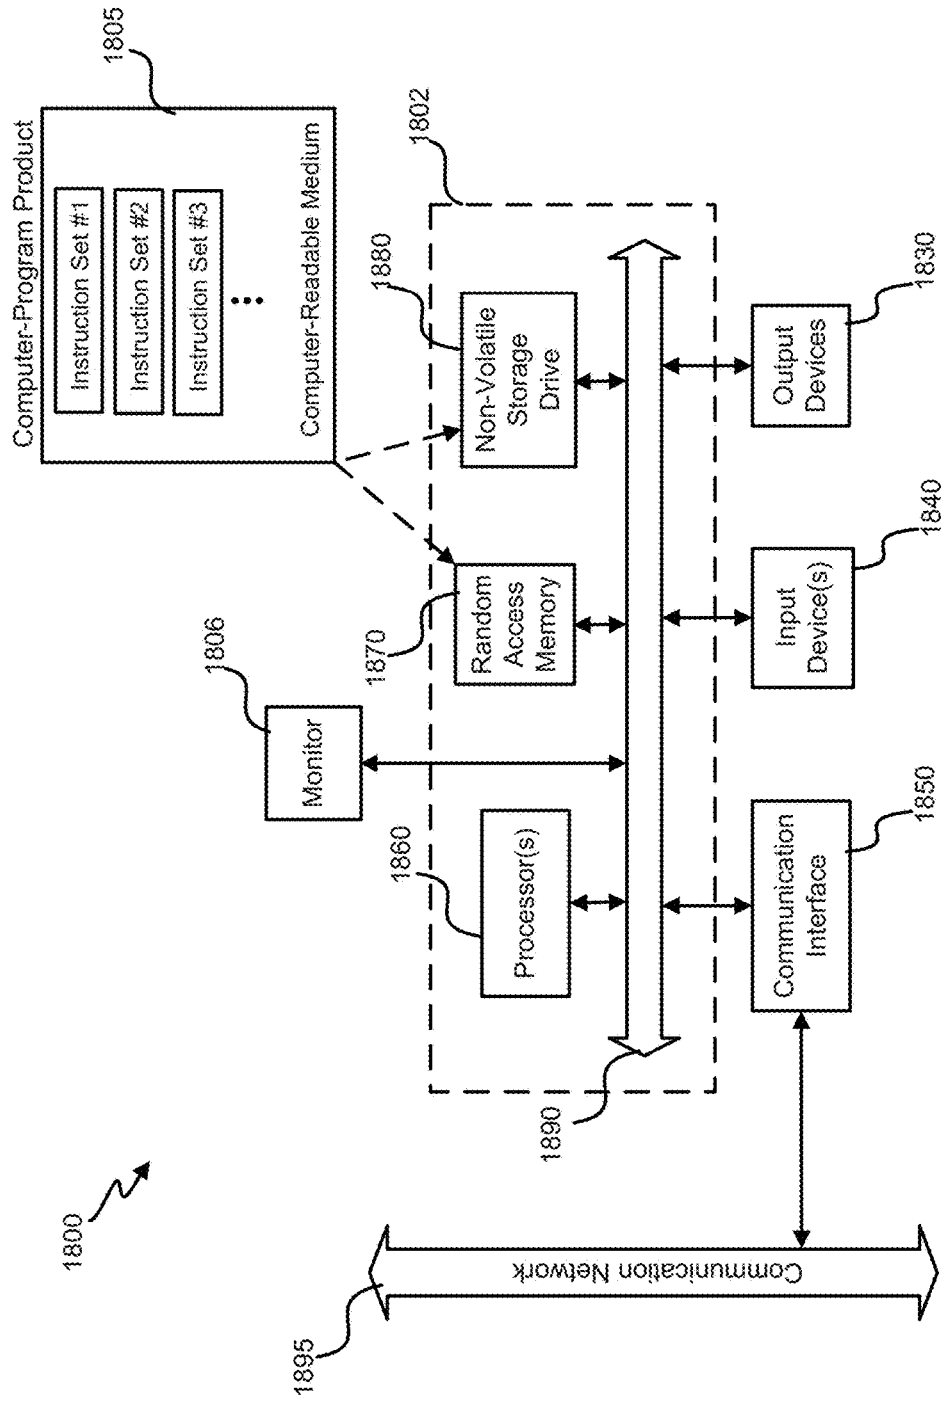 1800
Computer-Program Product
Instruction Set #1
Instruction Set #2
Instruction Set #3
Computer-Readable Medium
1805
1806
Monitor
1802
1860
Processor(s)
1870
Random
Access
Memory
1880
Non-Volatile
Storage
Drive
1890
1895
Communication Network
Communication
Interface
1850
Input
Device(s)
1840
Output
Devices
1830